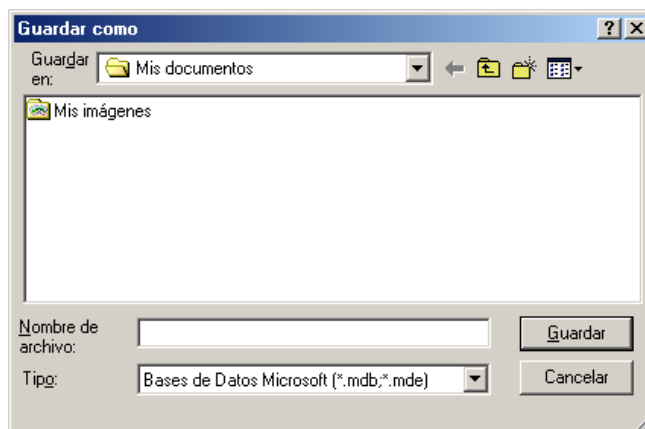 Guardar como
Guardar en:
Mis documentos
Mis imágenes
Nombre de archivo:
Guardar
Tipo:
Bases de Datos Microsoft (*.mdb;*.mde)
Cancelar